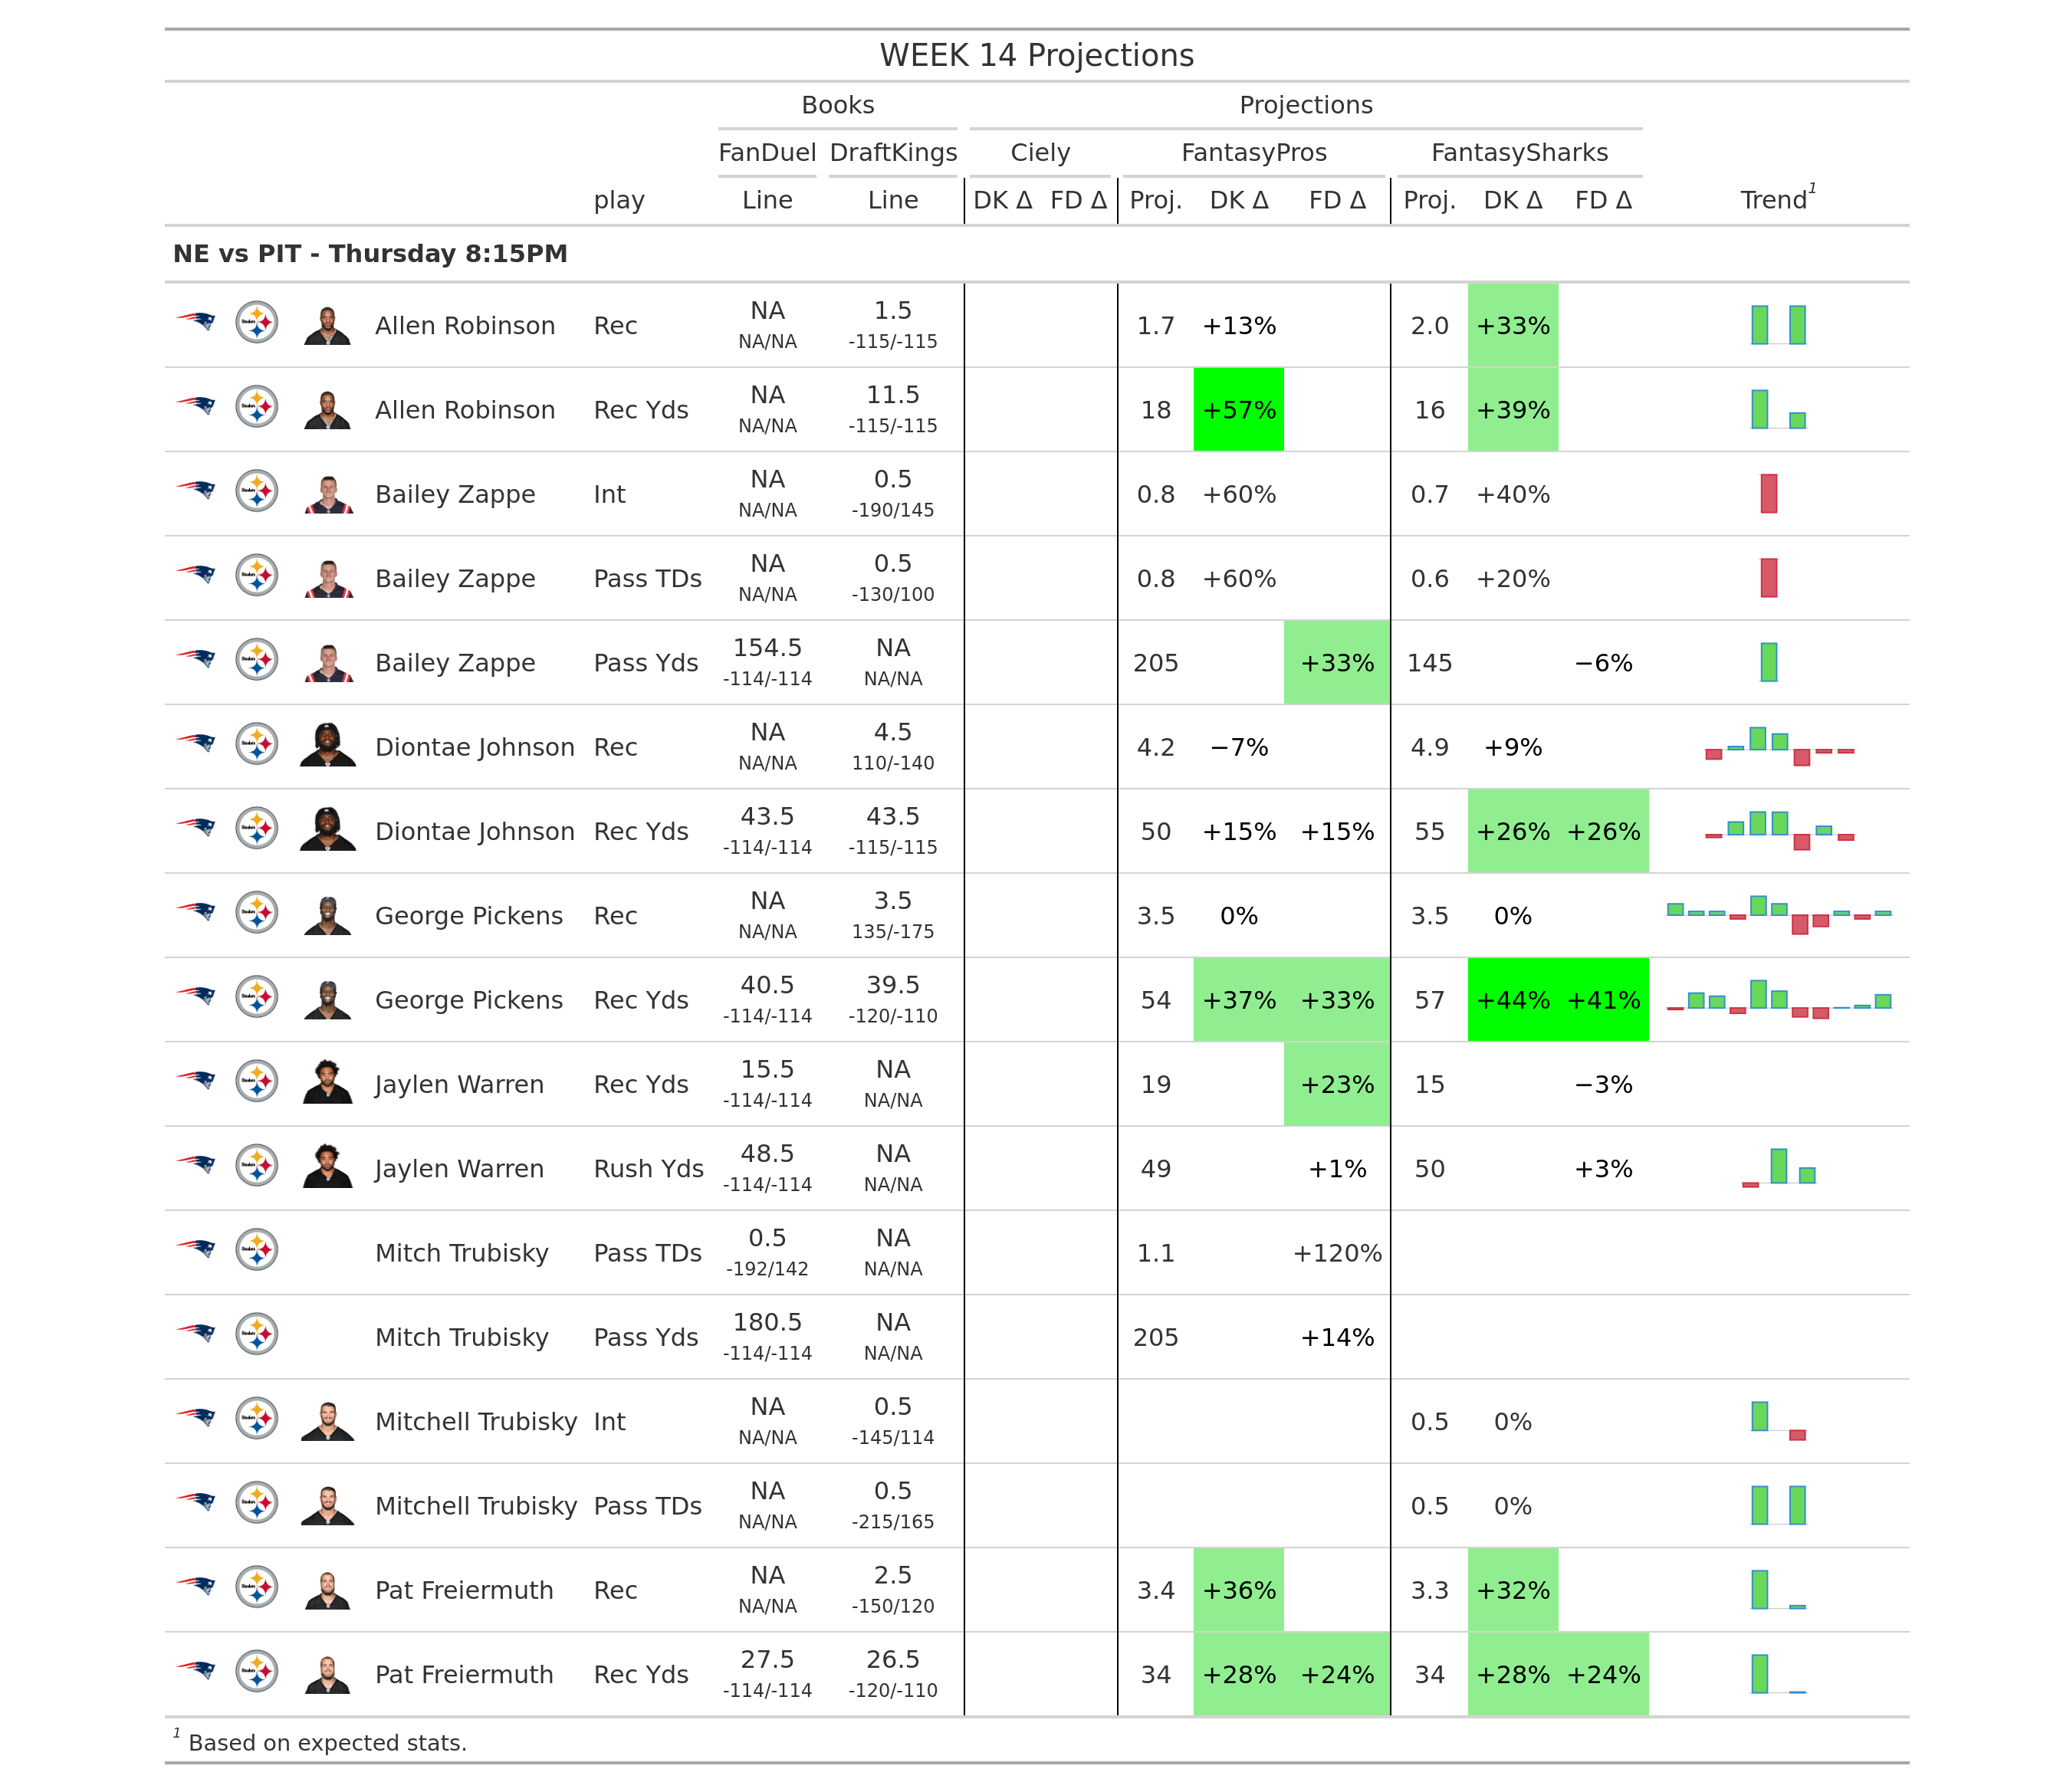 WEEK 14 Projections
Books Projections
FanDuel DraftKings Ciely FantasyPros FantasySharks
play Line Line DK Δ FD Δ Proj. DK Δ FD Δ Proj. DK Δ FD Δ Trend1
NE vs PIT - Thursday 8:15PM
Allen Robinson Rec NA 1.5 1.7 +13% 2.0 +33%
NA/NA -115/-115
Allen Robinson Rec Yds NA 11.5 18 +57% 16 +39%
NA/NA -115/-115
Bailey Zappe Int NA 0.5 0.8 +60% 0.7 +40%
NA/NA -190/145
Bailey Zappe Pass TDs NA 0.5 0.8 +60% 0.6 +20%
NA/NA -130/100
Bailey Zappe Pass Yds 154.5 NA 205 +33% 145 −6%
-114/-114 NA/NA
Diontae Johnson Rec NA 4.5 4.2 −7% 4.9 +9%
NA/NA 110/-140
Diontae Johnson Rec Yds 43.5 43.5 50 +15% +15% 55 +26% +26%
-114/-114 -115/-115
George Pickens Rec NA 3.5 3.5 0% 3.5 0%
NA/NA 135/-175
George Pickens Rec Yds 40.5 39.5 54 +37% +33% 57 +44% +41%
-114/-114 -120/-110
Jaylen Warren Rec Yds 15.5 NA 19 +23% 15 −3%
-114/-114 NA/NA
Jaylen Warren Rush Yds 48.5 NA 49 +1% 50 +3%
-114/-114 NA/NA
Mitch Trubisky Pass TDs 0.5 NA 1.1 +120%
-192/142 NA/NA
Mitch Trubisky Pass Yds 180.5 NA 205 +14%
-114/-114 NA/NA
Mitchell Trubisky Int NA 0.5 0.5 0%
NA/NA -145/114
Mitchell Trubisky Pass TDs NA 0.5 0.5 0%
NA/NA -215/165
Pat Freiermuth Rec NA 2.5 3.4 +36% 3.3 +32%
NA/NA -150/120
Pat Freiermuth Rec Yds 27.5 26.5 34 +28% +24% 34 +28% +24%
-114/-114 -120/-110
1 Based on expected stats.